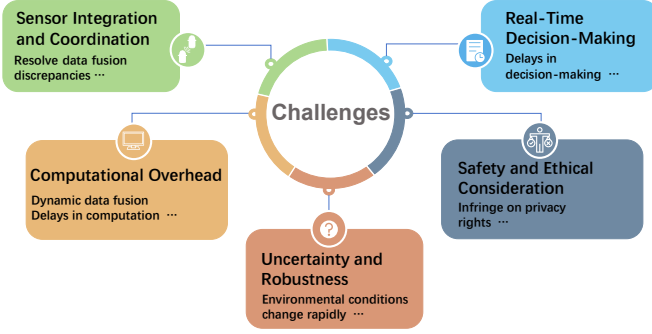 Sensor Integration
and Coordination
Resolve data fusion
discrepancies ···
Real-Time
Decision-Making
Delays in
decision-making ···
Challenges
Computational Overhead
Dynamic data fusion
Delays in computation ···
Safety and Ethical
Consideration
Infringe on privacy
rights ···
?
Uncertainty and
Robustness
Environmental conditions
change rapidly ···